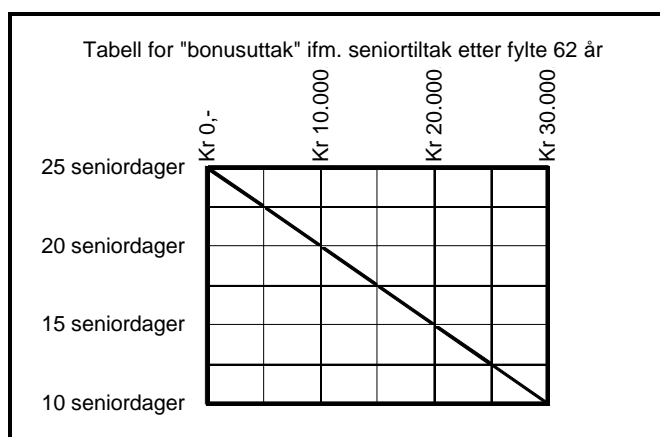 Tabell for "bonusuttak" ifm. seniortiltak etter fylte 62 år
Kr 0,-
Kr 10.000
Kr 20.000
Kr 30.000
25 seniordager
20 seniordager
15 seniordager
10 seniordager